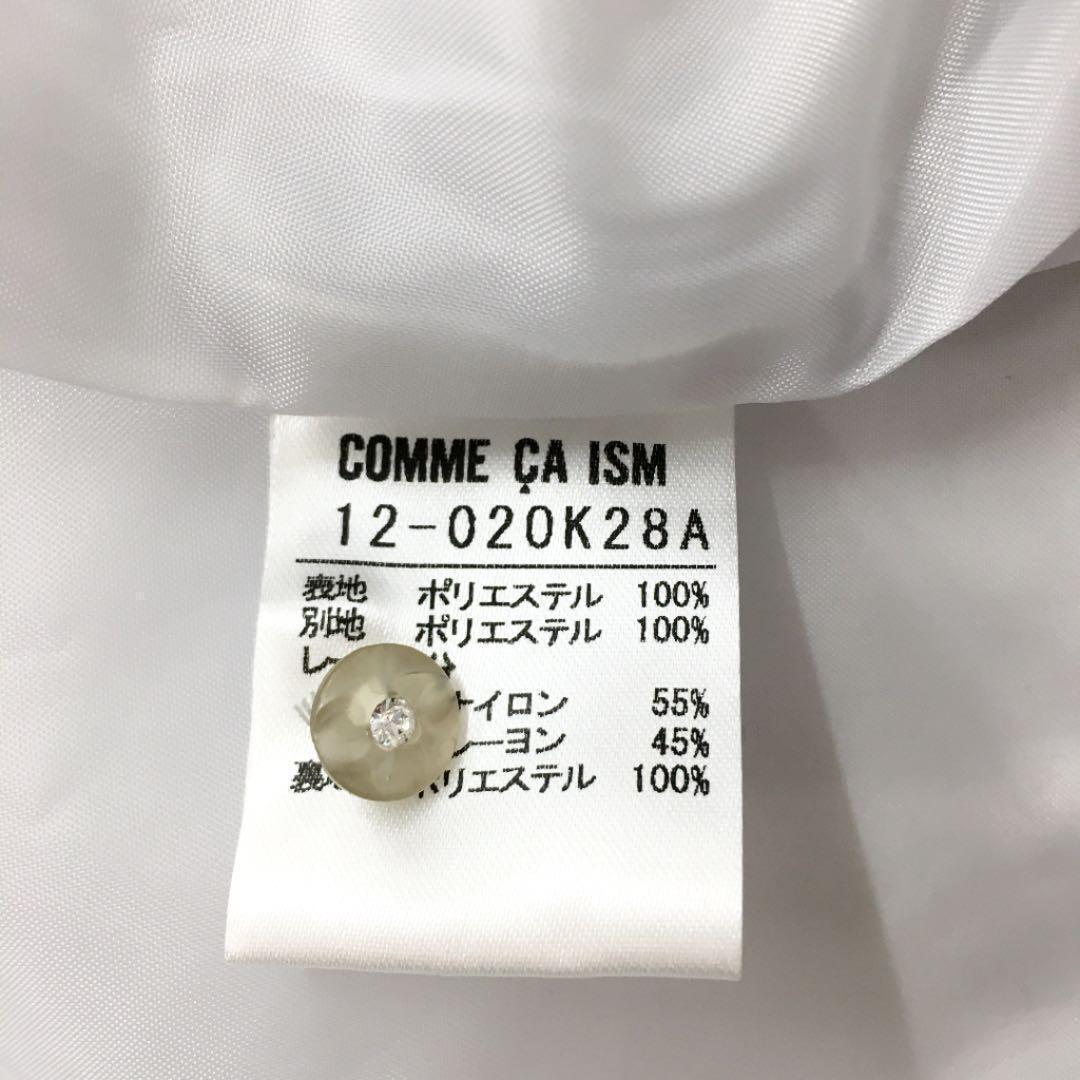 COMME ÇA ISM
12-020K28A
表地 ポリエステル 100%
別地 ポリエステル 100%
レー
イロン 55%
ーヨン 45%
裏 リエステル 100%